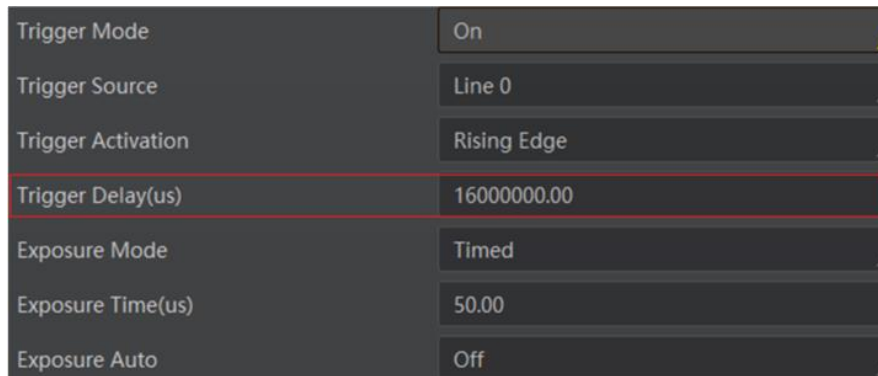 Trigger Mode On
Trigger Source Line 0
Trigger Activation Rising Edge
Trigger Delay(us) 16000000.00
Exposure Mode Timed
Exposure Time(us) 50.00
Exposure Auto Off